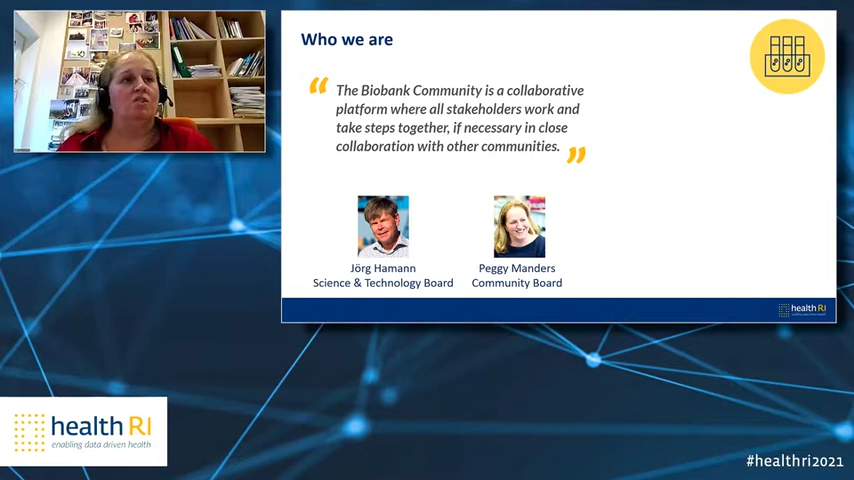 Who we are
“ The Biobank Community is a collaborative
platform where all stakeholders work and
take steps together, if necessary in close
collaboration with other communities. ”
Jörg Hamann
Science & Technology Board
Peggy Manders
Community Board
health RI
health RI
enabling data driven health
#healthri2021